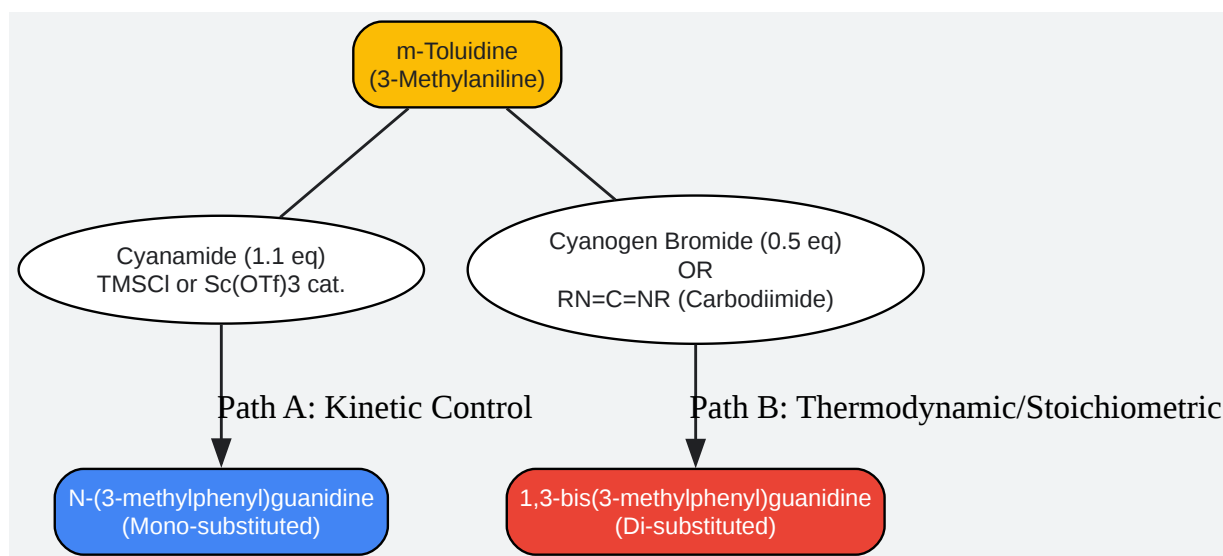 m-Toluidine
(3-Methylaniline)
Cyanamide (1.1 eq)
TMSCl or Sc(OTf)3 cat.
Cyanogen Bromide (0.5 eq)
OR
RN=C=NR (Carbodiimide)
Path A: Kinetic Control
Path B: Thermodynamic/Stoichiometric
N-(3-methylphenyl)guanidine
(Mono-substituted)
1,3-bis(3-methylphenyl)guanidine
(Di-substituted)